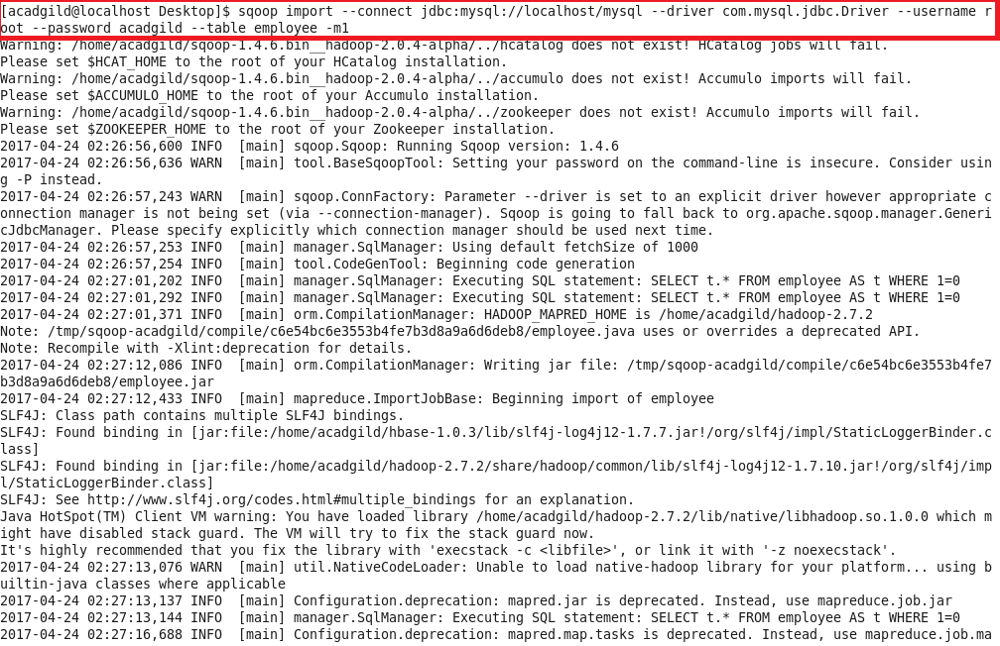 [acadgild@localhost Desktop]$ sqoop import --connect jdbc:mysql://localhost/mysql --driver com.mysql.jdbc.Driver --username r
oot --password acadgild --table employee -m1
Warning: /home/acadgild/sqoop-1.4.6.bin__hadoop-2.0.4-alpha/../hcatalog does not exist! HCatalog jobs will fail.
Please set $HCAT_HOME to the root of your HCatalog installation.
Warning: /home/acadgild/sqoop-1.4.6.bin__hadoop-2.0.4-alpha/../accumulo does not exist! Accumulo imports will fail.
Please set $ACCUMULO_HOME to the root of your Accumulo installation.
Warning: /home/acadgild/sqoop-1.4.6.bin__hadoop-2.0.4-alpha/../zookeeper does not exist! Accumulo imports will fail.
Please set $ZOOKEEPER_HOME to the root of your Zookeeper installation.
2017-04-24 02:26:56,600 INFO  [main] sqoop.Sqoop: Running Sqoop version: 1.4.6
2017-04-24 02:26:56,636 WARN  [main] tool.BaseSqoopTool: Setting your password on the command-line is insecure. Consider usin
g -P instead.
2017-04-24 02:26:57,243 WARN  [main] sqoop.ConnFactory: Parameter --driver is set to an explicit driver however appropriate c
onnection manager is not being set (via --connection-manager). Sqoop is going to fall back to org.apache.sqoop.manager.Generi
cJdbcManager. Please specify explicitly which connection manager should be used next time.
2017-04-24 02:26:57,253 INFO  [main] manager.SqlManager: Using default fetchSize of 1000
2017-04-24 02:26:57,254 INFO  [main] tool.CodeGenTool: Beginning code generation
2017-04-24 02:27:01,202 INFO  [main] manager.SqlManager: Executing SQL statement: SELECT t.* FROM employee AS t WHERE 1=0
2017-04-24 02:27:01,292 INFO  [main] manager.SqlManager: Executing SQL statement: SELECT t.* FROM employee AS t WHERE 1=0
2017-04-24 02:27:01,371 INFO  [main] orm.CompilationManager: HADOOP_MAPRED_HOME is /home/acadgild/hadoop-2.7.2
Note: /tmp/sqoop-acadgild/compile/c6e54bc6e3553b4fe7b3d8a9a6d6deb8/employee.java uses or overrides a deprecated API.
Note: Recompile with -Xlint:deprecation for details.
2017-04-24 02:27:12,086 INFO  [main] orm.CompilationManager: Writing jar file: /tmp/sqoop-acadgild/compile/c6e54bc6e3553b4fe7
b3d8a9a6d6deb8/employee.jar
2017-04-24 02:27:12,433 INFO  [main] mapreduce.ImportJobBase: Beginning import of employee
SLF4J: Class path contains multiple SLF4J bindings.
SLF4J: Found binding in [jar:file:/home/acadgild/hbase-1.0.3/lib/slf4j-log4j12-1.7.7.jar!/org/slf4j/impl/StaticLoggerBinder.c
lass]
SLF4J: Found binding in [jar:file:/home/acadgild/hadoop-2.7.2/share/hadoop/common/lib/slf4j-log4j12-1.7.10.jar!/org/slf4j/imp
l/StaticLoggerBinder.class]
SLF4J: See http://www.slf4j.org/codes.html#multiple_bindings for an explanation.
Java HotSpot(TM) Client VM warning: You have loaded library /home/acadgild/hadoop-2.7.2/lib/native/libhadoop.so.1.0.0 which m
ight have disabled stack guard. The VM will try to fix the stack guard now.
It's highly recommended that you fix the library with 'execstack -c <libfile>', or link it with '-z noexecstack'.
2017-04-24 02:27:13,076 WARN  [main] util.NativeCodeLoader: Unable to load native-hadoop library for your platform... using b
uiltin-java classes where applicable
2017-04-24 02:27:13,137 INFO  [main] Configuration.deprecation: mapred.jar is deprecated. Instead, use mapreduce.job.jar
2017-04-24 02:27:13,144 INFO  [main] manager.SqlManager: Executing SQL statement: SELECT t.* FROM employee AS t WHERE 1=0
2017-04-24 02:27:16,688 INFO  [main] Configuration.deprecation: mapred.map.tasks is deprecated. Instead, use mapreduce.job.ma